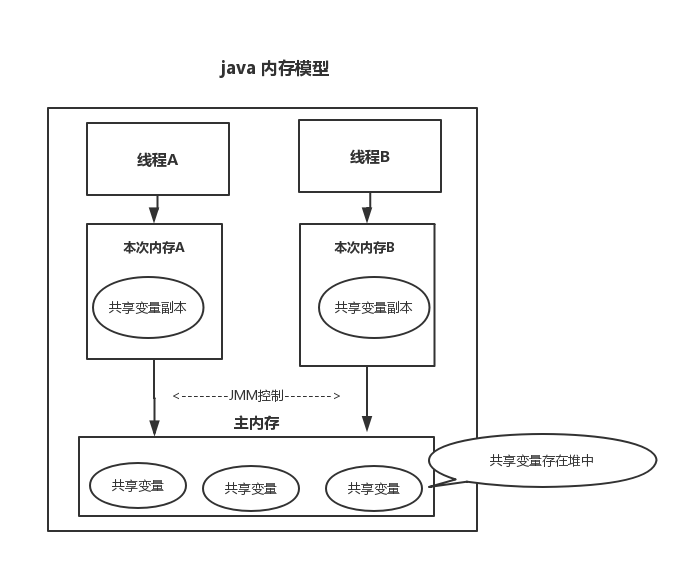 java 内存模型
线程A
线程B
本次内存A
本次内存B
共享变量副本
共享变量副本
<--------JMM控制-------->
主内存
共享变量存在堆中
共享变量
共享变量
共享变量